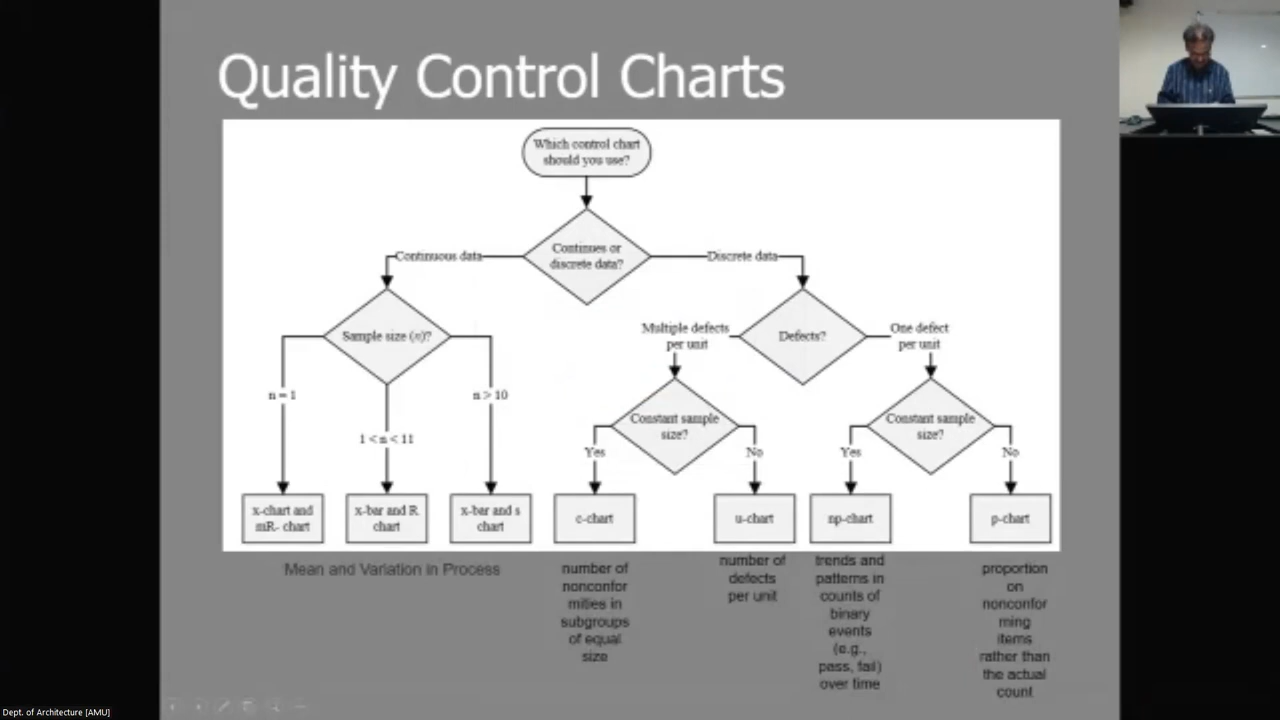 Quality Control Charts
Which control chart
should you use?
Continues or
discrete data?
Continuous data
Discrete data
Sample size (n)?
Multiple defects
per unit
Defects?
One defect
per unit
n = 1
n > 10
1 < n < 11
Constant sample
size?
Constant sample
size?
Yes
No
Yes
No
x-chart and
mR- chart
x-bar and R
chart
x-bar and s
chart
c-chart
u-chart
np-chart
p-chart
Mean and Variation in Process
number of
nonconfor
mities in
subgroups
of equal
size
number of
defects
per unit
trends and
patterns in
counts of
binary
events
(e.g.,
pass, fail)
over time
proportion
on
nonconfor
ming
items
rather than
the actual
count
Dept. of Architecture [AMU]